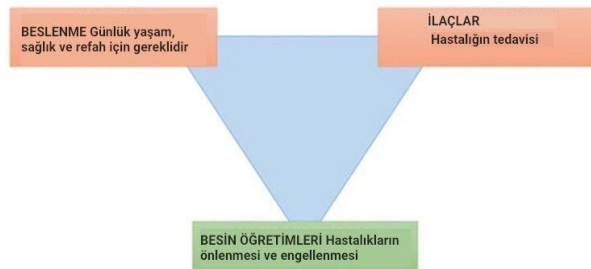 BESLENME Günlük yaşam,
sağlık ve refah için gereklidir
İLAÇLAR
Hastalığın tedavisi
BESİN ÖĞRETİMLERİ Hastalıkların
önlenmesi ve engellenmesi